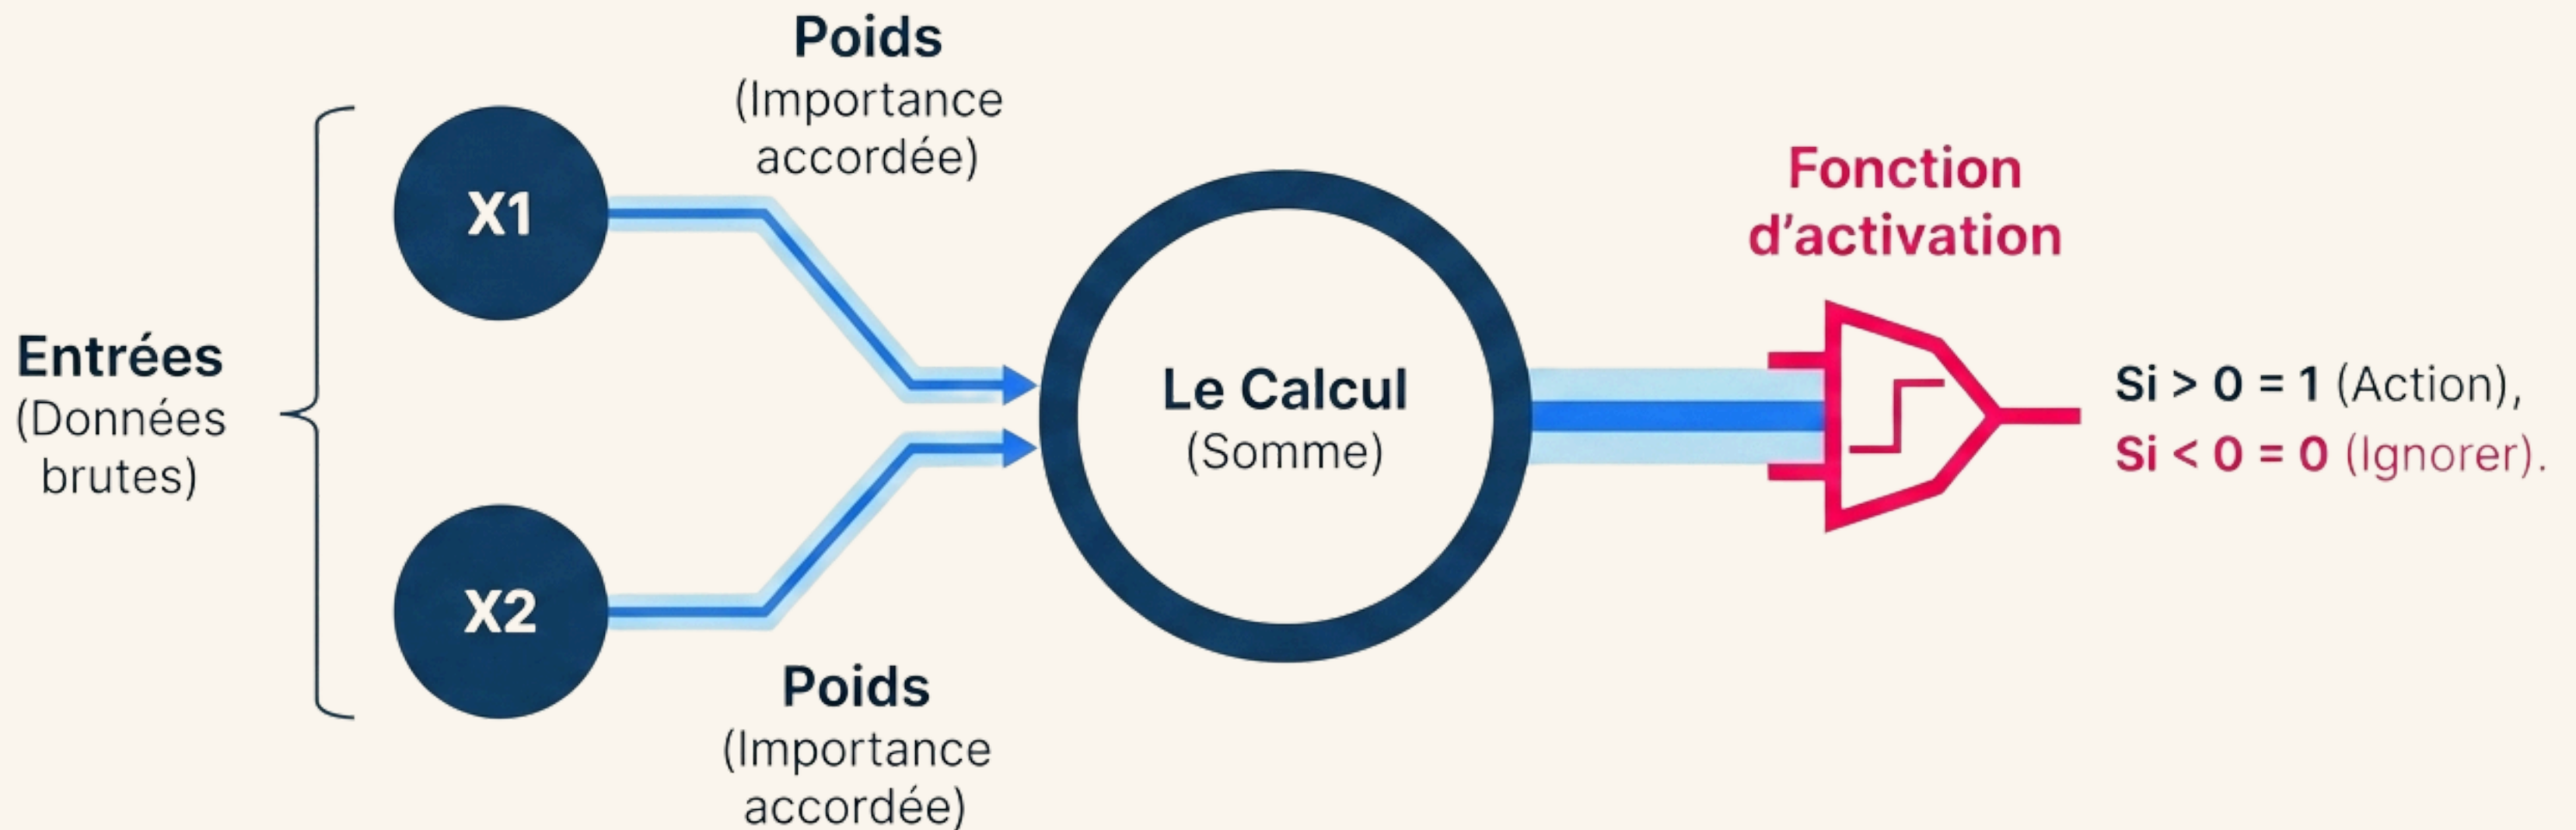 Entrées
(Données
brutes)
X1
X2
Poids
(Importance
accordée)
Poids
(Importance
accordée)
Le Calcul
(Somme)
Fonction
d’activation
Si > 0 = 1 (Action),
Si < 0 = 0 (Ignorer).